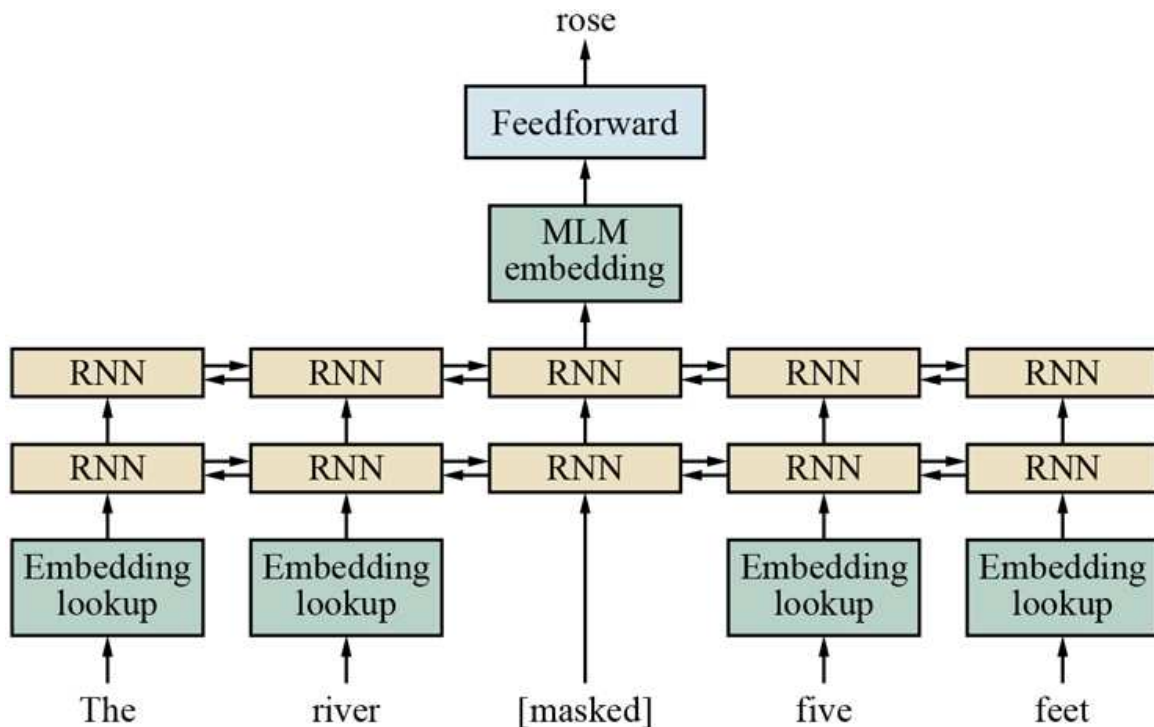 rose
Feedforward
MLM
embedding
RNN RNN RNN RNN RNN
RNN RNN RNN RNN RNN
Embedding Embedding Embedding Embedding
lookup lookup lookup lookup
The river [masked] five feet